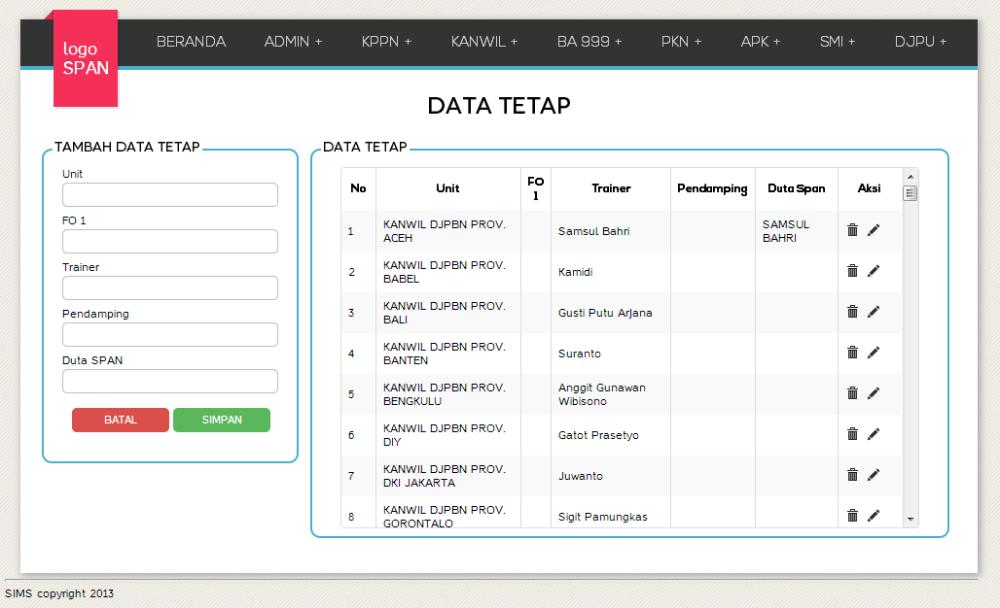 logo
SPAN
BERANDA ADMIN + KPPN + KANWIL + BA 999 + PKN + APK + SMI + DJPU +
DATA TETAP
TAMBAH DATA TETAP
Unit
FO 1
Trainer
Pendamping
Duta SPAN
BATAL SIMPAN
DATA TETAP
No Unit FO 1 Trainer Pendamping Duta Span Aksi
1 KANWIL DJPBN PROV. ACEH Samsul Bahri SAMSUL BAHRI
2 KANWIL DJPBN PROV. BABEL Kamidi
3 KANWIL DJPBN PROV. BALI Gusti Putu Arjana
4 KANWIL DJPBN PROV. BANTEN Suranto
5 KANWIL DJPBN PROV. BENGKULU Anggit Gunawan Wibisono
6 KANWIL DJPBN PROV. DIY Gatot Prasetyo
7 KANWIL DJPBN PROV. DKI JAKARTA Juwanto
8 KANWIL DJPBN PROV. GORONTALO Sigit Pamungkas
SIMS copyright 2013